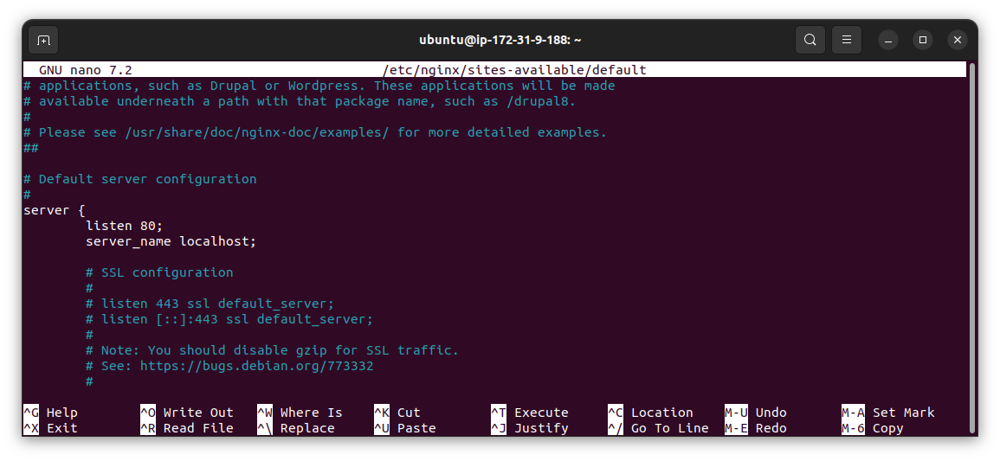 ubuntu@ip-172-31-9-188: ~
GNU nano 7.2 /etc/nginx/sites-available/default
# applications, such as Drupal or Wordpress. These applications will be made
# available underneath a path with that package name, such as /drupal8.
#
# Please see /usr/share/doc/nginx-doc/examples/ for more detailed examples.
##
# Default server configuration
#
server {
listen 80;
server_name localhost;
# SSL configuration
#
# listen 443 ssl default_server;
# listen [::]:443 ssl default_server;
#
# Note: You should disable gzip for SSL traffic.
# See: https://bugs.debian.org/773332
#
^G Help ^O Write Out ^W Where Is ^K Cut ^T Execute ^C Location M-U Undo M-A Set Mark
^X Exit ^R Read File ^\ Replace ^U Paste ^J Justify ^/ Go To Line M-E Redo M-6 Copy